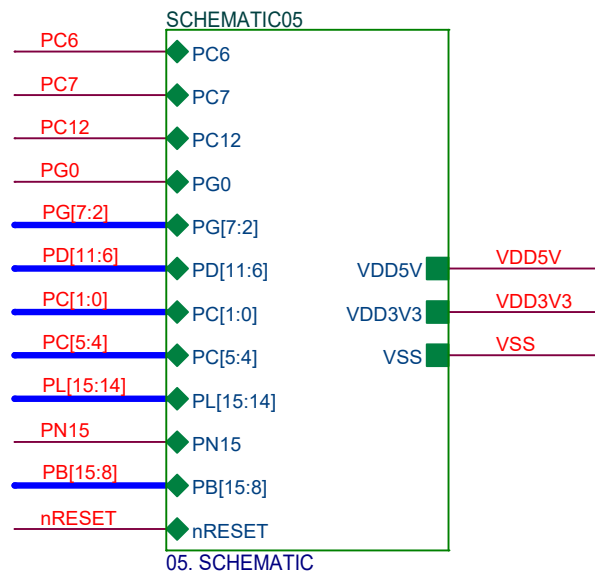 SCHEMATIC05
PC6 PC6
PC7 PC7
PC12 PC12
PG0 PG0
PG[7:2] PG[7:2]
PD[11:6] PD[11:6] VDD5V VDD5V
PC[1:0] PC[1:0] VDD3V3 VDD3V3
PC[5:4] PC[5:4] VSS VSS
PL[15:14] PL[15:14]
PN15 PN15
PB[15:8] PB[15:8]
nRESET nRESET
05. SCHEMATIC